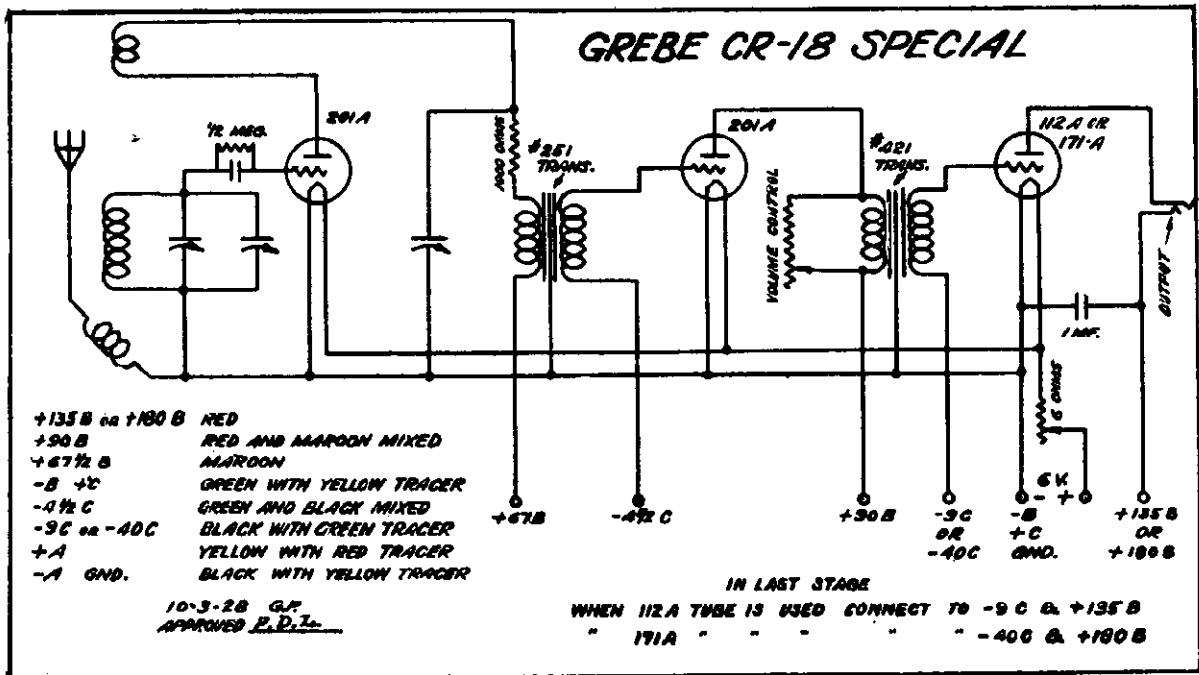 GREBE CR-18 SPECIAL
201A
½ MEG.
1000 OHMS
#251
TRANS.
201A
#421
TRANS.
112A OR
171-A
VOLUME CONTROL
OUTPUT
1 MF.
6 OHMS
6 V.
- +
+67 B
-4½ C
+90 B
-9C
OR
-40C
-B
+C
GND.
+135 B
OR
+180 B
+135 B OR +180 B RED
+90 B RED AND MAROON MIXED
+67½ B MAROON
-B +C GREEN WITH YELLOW TRACER
-4½ C GREEN AND BLACK MIXED
-9C OR -40C BLACK WITH GREEN TRACER
+A YELLOW WITH RED TRACER
-A GND. BLACK WITH YELLOW TRACER
10-3-28 G.P.
APPROVED
IN LAST STAGE
WHEN 112A TUBE IS USED CONNECT TO -9 C & +135 B
" 171A " " " " " -40C & +180 B